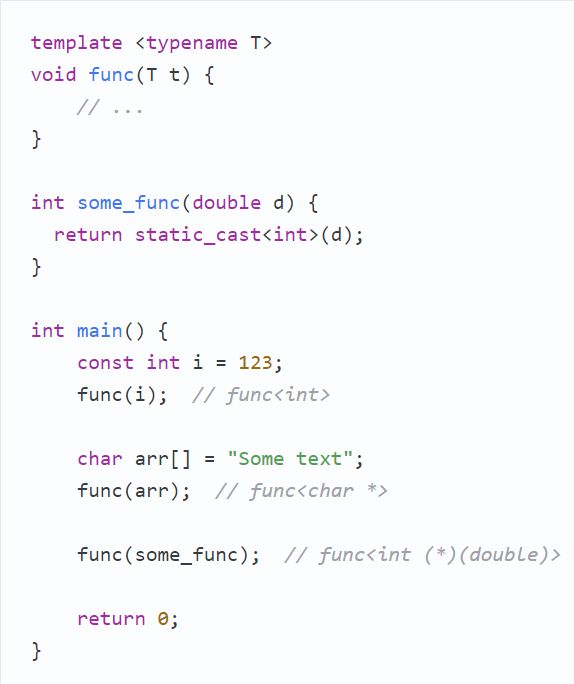 template <typename T>
void func(T t) {
    // ...
}

int some_func(double d) {
  return static_cast<int>(d);
}

int main() {
    const int i = 123;
    func(i);  // func<int>

    char arr[] = "Some text";
    func(arr);  // func<char *>

    func(some_func);  // func<int (*)(double)>

    return 0;
}